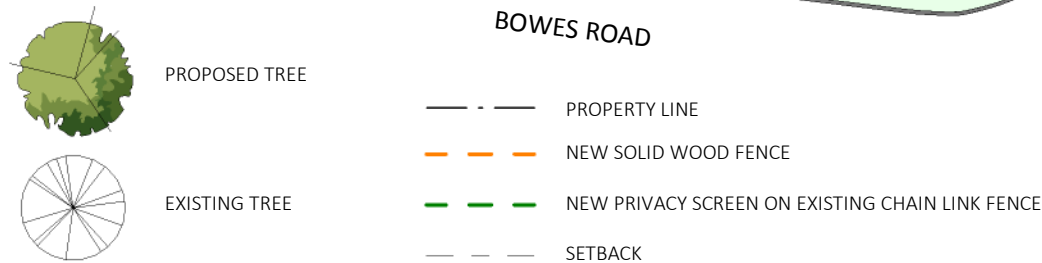 BOWES ROAD
PROPOSED TREE
PROPERTY LINE
NEW SOLID WOOD FENCE
EXISTING TREE
NEW PRIVACY SCREEN ON EXISTING CHAIN LINK FENCE
SETBACK